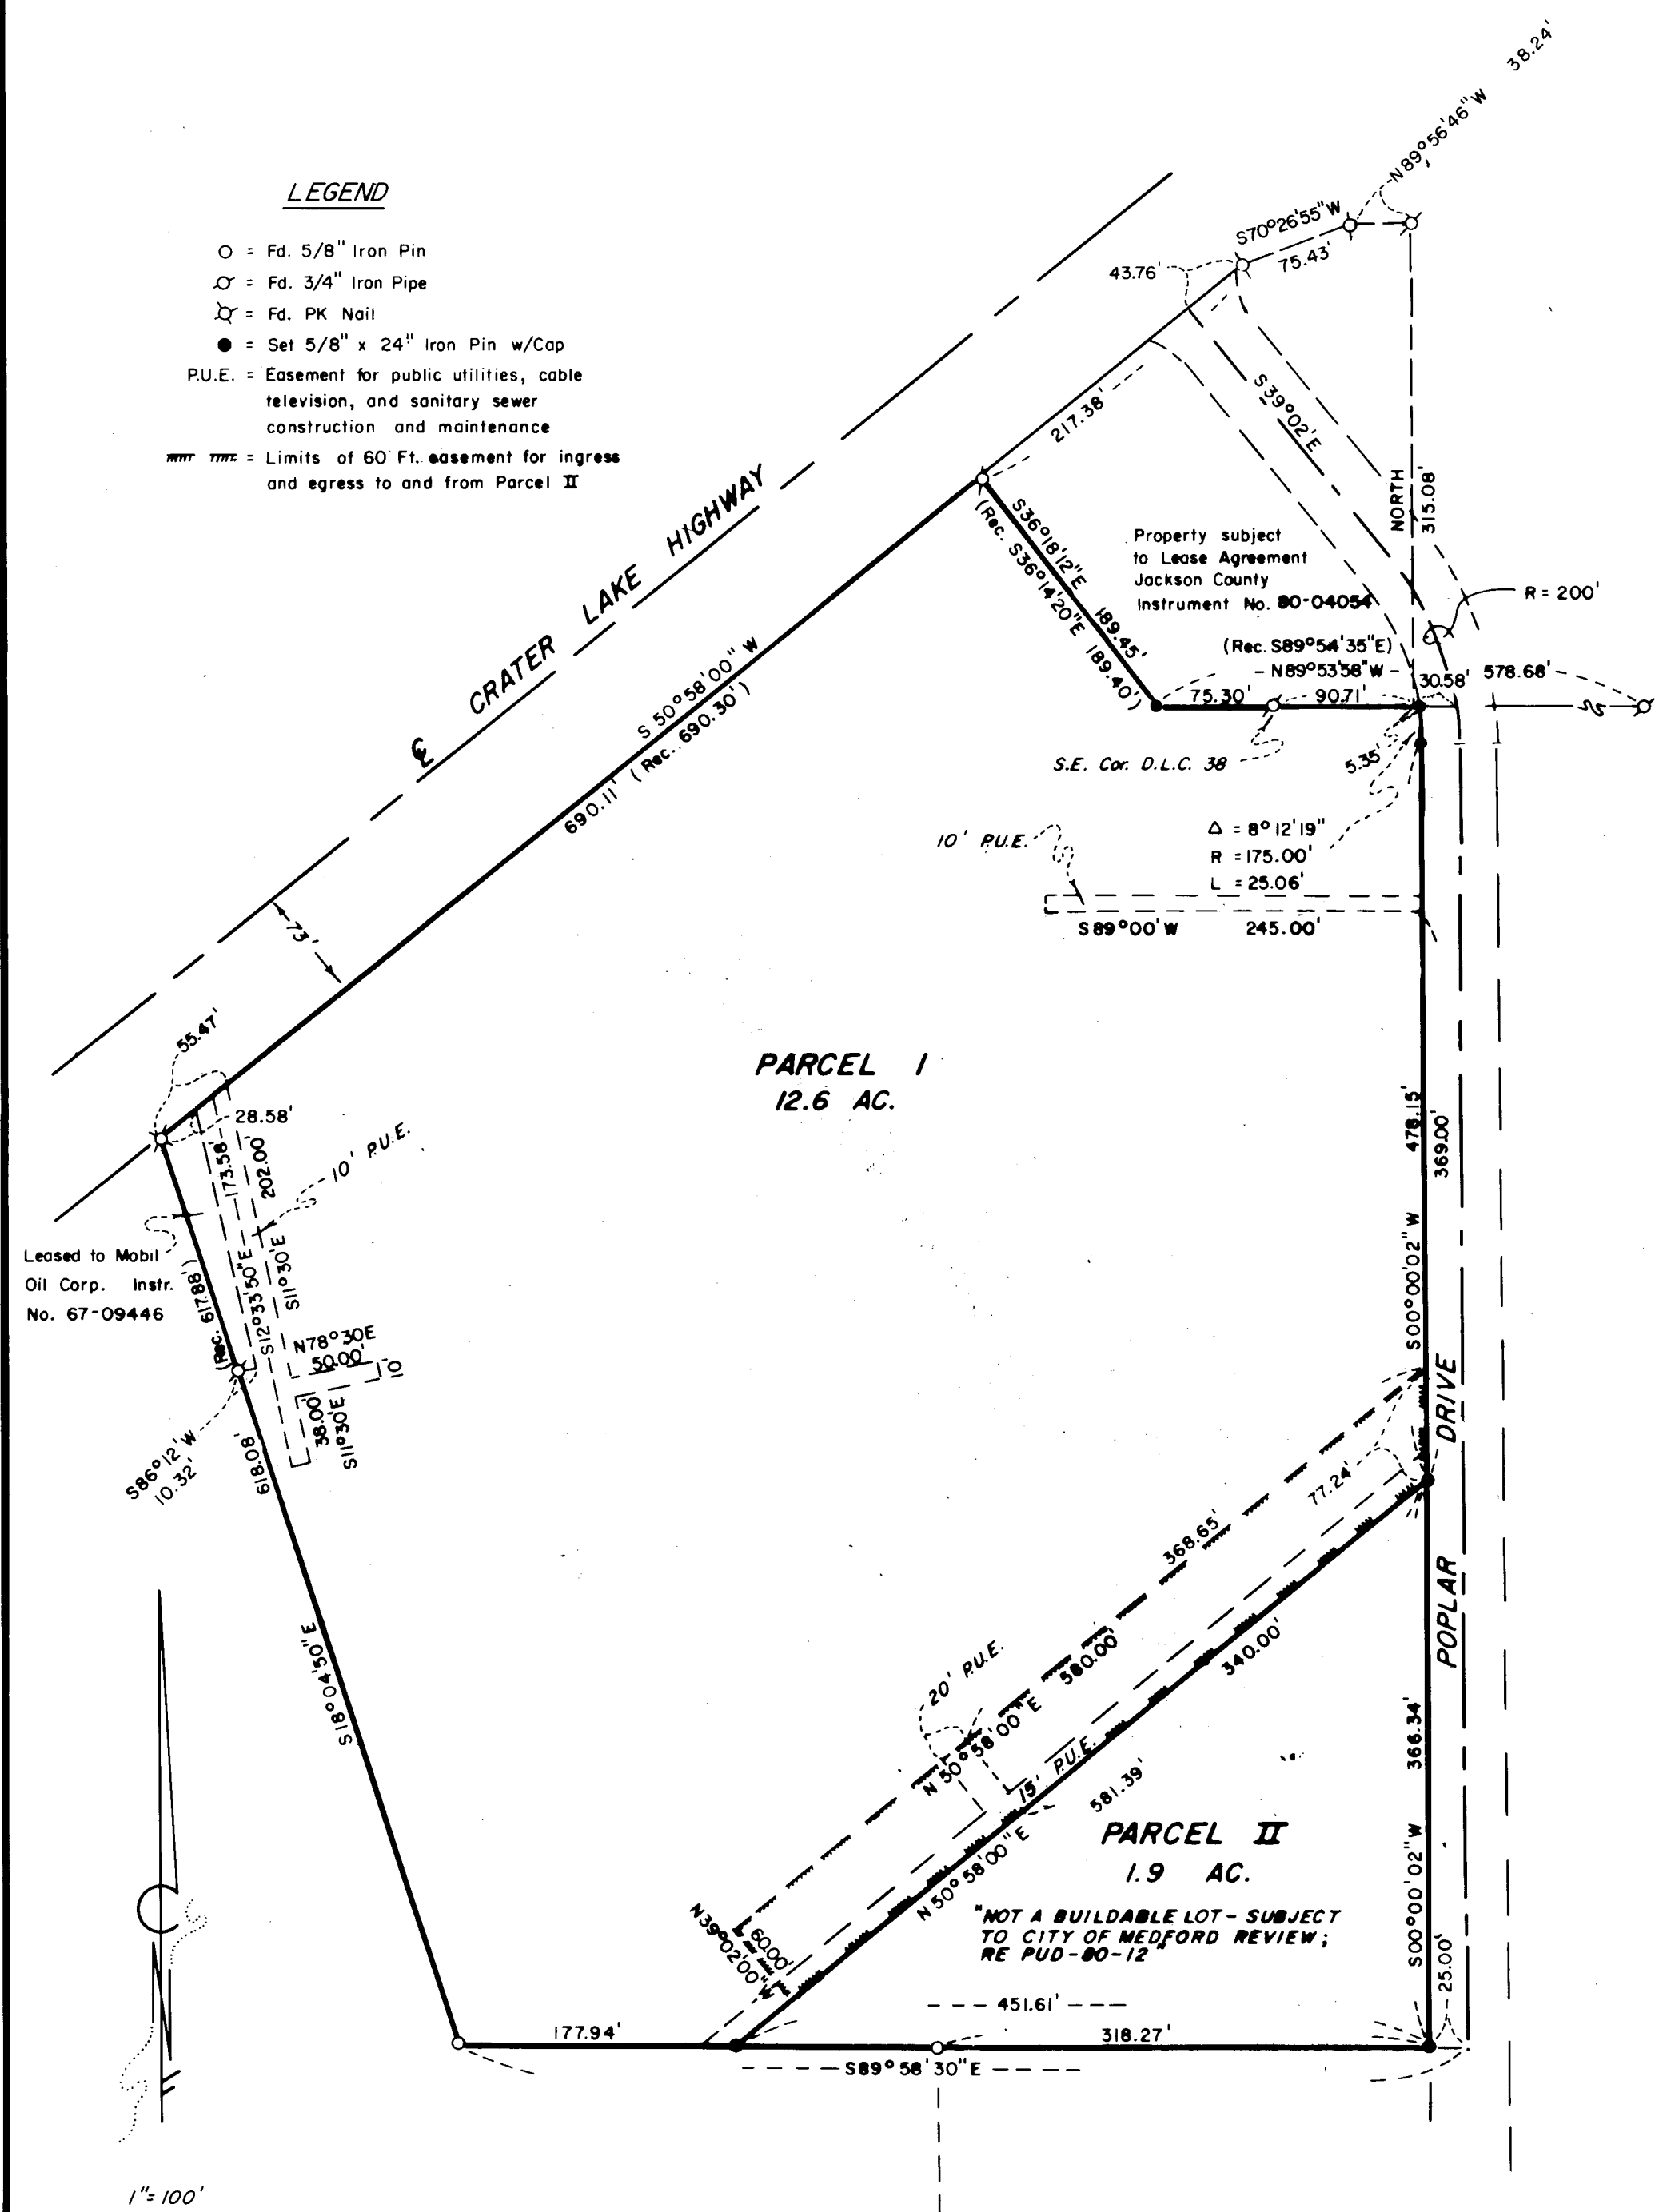 38.24'
N89°56'46"W
S70°26'55"W
75.43'
43.76'
LEGEND
= Fd. 5/8" Iron Pin
= Fd. 3/4" Iron Pipe
= Fd. PK Nail
= Set 5/8" x 24" Iron Pin w/Cap
P.U.E. = Easement for public utilities, cable
television, and sanitary sewer
construction and maintenance
= Limits of 60 Ft. easement for ingress
and egress to and from Parcel II
217.38'
S39°02'E
NORTH
315.08'
CRATER LAKE HIGHWAY
S36°18'12"E 189.45'
(Rec. S36°14'20"E 189.40')
Property subject
to Lease Agreement
Jackson County
Instrument No. 80-04054
R = 200'
(Rec. S89°54'35"E)
N89°53'58"W
30.58'
578.68'
75.30'
90.71'
S 50°58'00" W
690.11' (Rec. 690.30')
S.E. Cor. D.L.C. 38
5.35'
Δ = 8°12'19"
R = 175.00'
L = 25.06'
10' P.U.E.
S89°00'W 245.00'
73'
55.47'
PARCEL I
12.6 AC.
28.58'
173.58'
202.00'
10' P.U.E.
478.15'
369.00'
Leased to Mobil
Oil Corp. Instr.
No. 67-09446
(Rec. 617.88')
S12°33'50"E
S11°30'E
S00°00'02" W
N78°30E
50.00'
10'
38.00'
S11°30'E
S86°12'W
10.32'
618.08'
S18°04'50"E
POPLAR DRIVE
77.24'
368.65'
340.00'
20' P.U.E.
N 50°58'00"E 580.00'
15' P.U.E.
581.39'
N 50°58'00"E
366.34'
S00°00'02"W
PARCEL II
1.9 AC.
"NOT A BUILDABLE LOT - SUBJECT
TO CITY OF MEDFORD REVIEW;
RE PUD-80-12"
N39°02'00"W
60.00'
25.00'
451.61'
177.94'
318.27'
S89°58'30"E
1"=100'